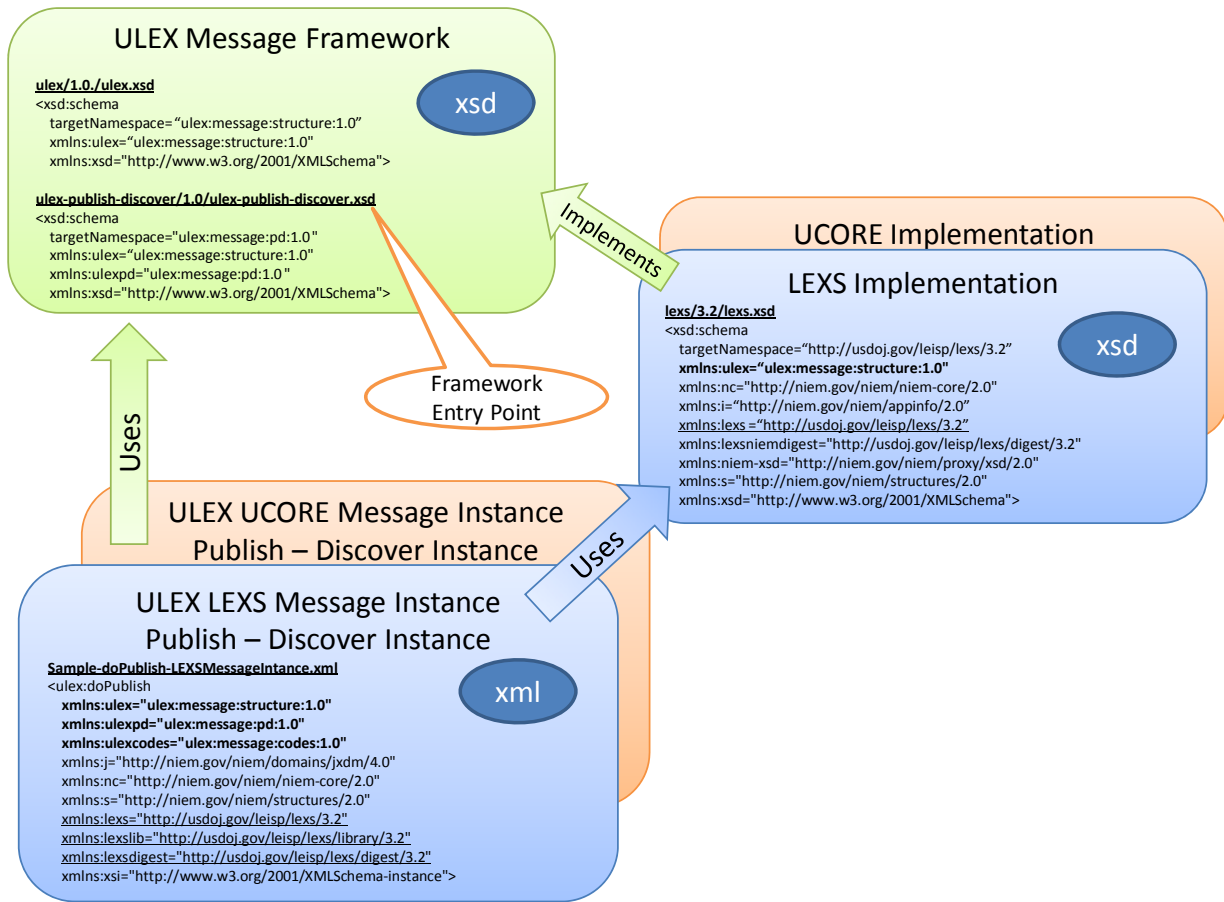 ULEX Message Framework
ulex/1.0./ulex.xsd
<xsd:schema
targetNamespace=“ulex:message:structure:1.0”
xmlns:ulex=“ulex:message:structure:1.0"
xmlns:xsd="http://www.w3.org/2001/XMLSchema">
xsd
ulex-publish-discover/1.0/ulex-publish-discover.xsd
<xsd:schema
targetNamespace="ulex:message:pd:1.0"
xmlns:ulex=“ulex:message:structure:1.0"
xmlns:ulexpd="ulex:message:pd:1.0"
xmlns:xsd="http://www.w3.org/2001/XMLSchema">
Implements
UCORE Implementation
LEXS Implementation
lexs/3.2/lexs.xsd
<xsd:schema
targetNamespace=“http://usdoj.gov/leisp/lexs/3.2”
xmlns:ulex=“ulex:message:structure:1.0"
xmlns:nc="http://niem.gov/niem/niem-core/2.0"
xmlns:i=“http://niem.gov/niem/appinfo/2.0”
xmlns:lexs =“http://usdoj.gov/leisp/lexs/3.2”
xmlns:lexsniemdigest="http://usdoj.gov/leisp/lexs/digest/3.2"
xmlns:niem-xsd="http://niem.gov/niem/proxy/xsd/2.0"
xmlns:s="http://niem.gov/niem/structures/2.0"
xmlns:xsd="http://www.w3.org/2001/XMLSchema">
xsd
Framework
Entry Point
Uses
Uses
ULEX UCORE Message Instance
Publish – Discover Instance
ULEX LEXS Message Instance
Publish – Discover Instance
Sample-doPublish-LEXSMessageIntance.xml
<ulex:doPublish
xmlns:ulex="ulex:message:structure:1.0"
xmlns:ulexpd="ulex:message:pd:1.0"
xmlns:ulexcodes="ulex:message:codes:1.0"
xmlns:j="http://niem.gov/niem/domains/jxdm/4.0"
xmlns:nc="http://niem.gov/niem/niem-core/2.0"
xmlns:s="http://niem.gov/niem/structures/2.0"
xmlns:lexs="http://usdoj.gov/leisp/lexs/3.2"
xmlns:lexslib="http://usdoj.gov/leisp/lexs/library/3.2"
xmlns:lexsdigest="http://usdoj.gov/leisp/lexs/digest/3.2"
xmlns:xsi="http://www.w3.org/2001/XMLSchema-instance">
xml